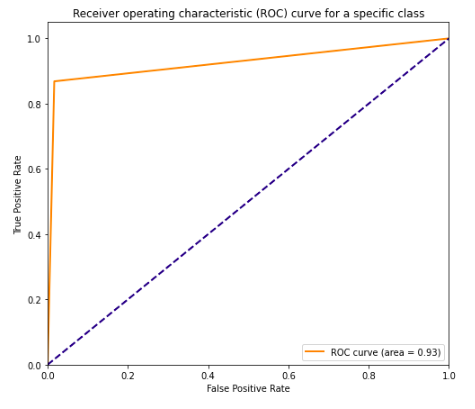 Receiver operating characteristic (ROC) curve for a specific class
1.0
0.8
0.6
0.4
0.2
0.0
True Positive Rate
0.0 0.2 0.4 0.6 0.8 1.0
False Positive Rate
ROC curve (area = 0.93)